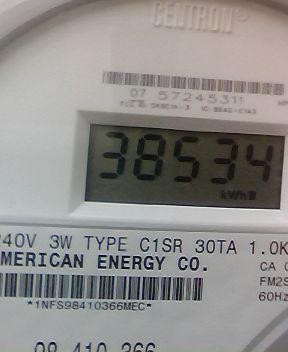 CENTRON®
07 57245311
38534
kWh
240V 3W TYPE C1SR 30TA 1.0K
AMERICAN ENERGY CO.
CA
FM2S
60Hz
*1NFS98410366MEC*
98 410 366